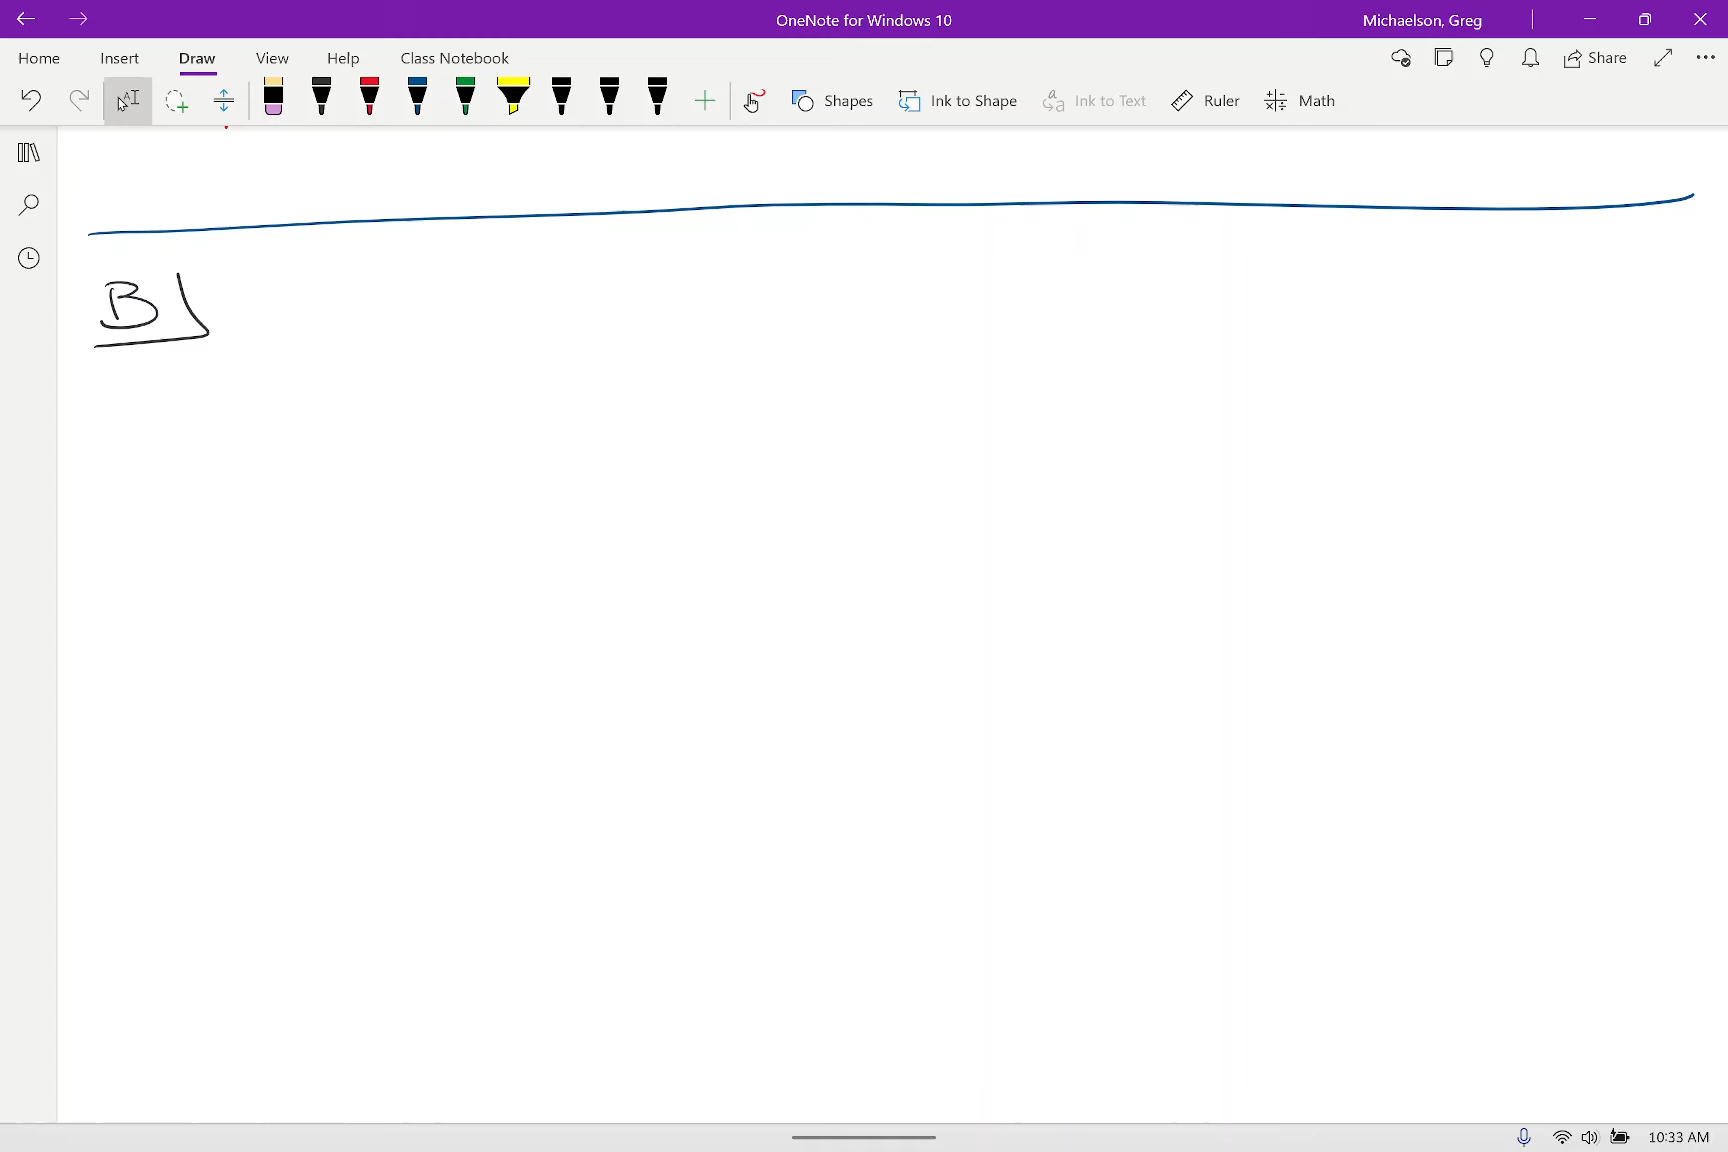 OneNote for Windows 10
Michaelson, Greg
Home Insert Draw View Help Class Notebook
Share
Shapes Ink to Shape Ink to Text Ruler Math
B)
10:33 AM